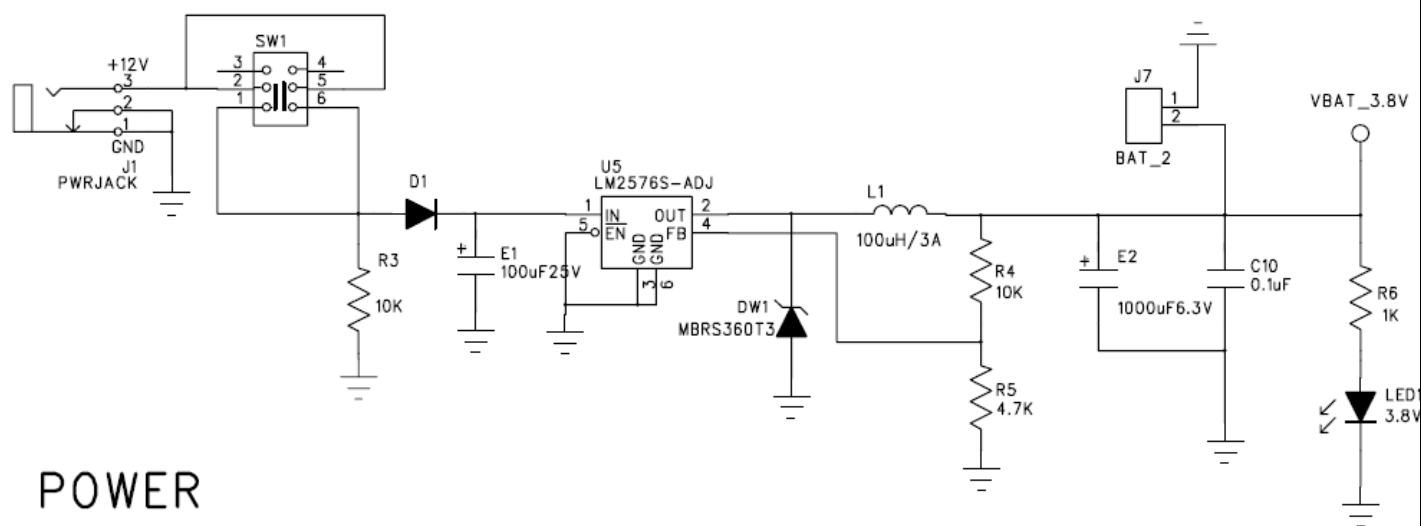 +12V
3
2
1
GND
J1
PWRJACK
SW1
3
4
2
5
1
6
D1
R3
10K
E1
100uF25V
U5
LM2576S-ADJ
1
IN
OUT
2
5
EN
FB
4
GND
GND
3
6
L1
100uH/3A
DW1
MBRS360T3
R4
10K
R5
4.7K
E2
1000uF6.3V
J7
1
2
BAT_2
C10
0.1uF
VBAT_3.8V
R6
1K
LED1
3.8V
POWER